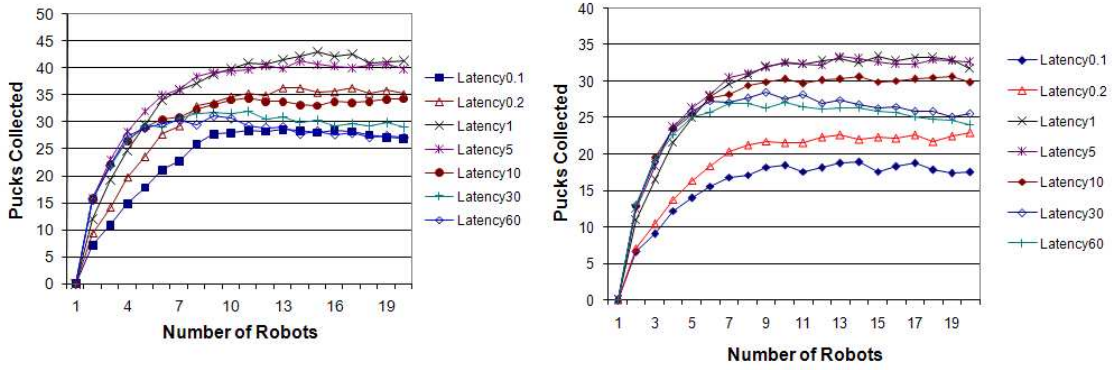 50
45
40
35
30
25
20
15
10
5
0
Pucks Collected
1 4 7 10 13 16 19
Number of Robots
Latency0.1
Latency0.2
Latency1
Latency5
Latency10
Latency30
Latency60
40
35
30
25
20
15
10
5
0
Pucks Collected
1 3 5 7 9 11 13 15 17 19
Number of Robots
Latency0.1
Latency0.2
Latency1
Latency5
Latency10
Latency30
Latency60